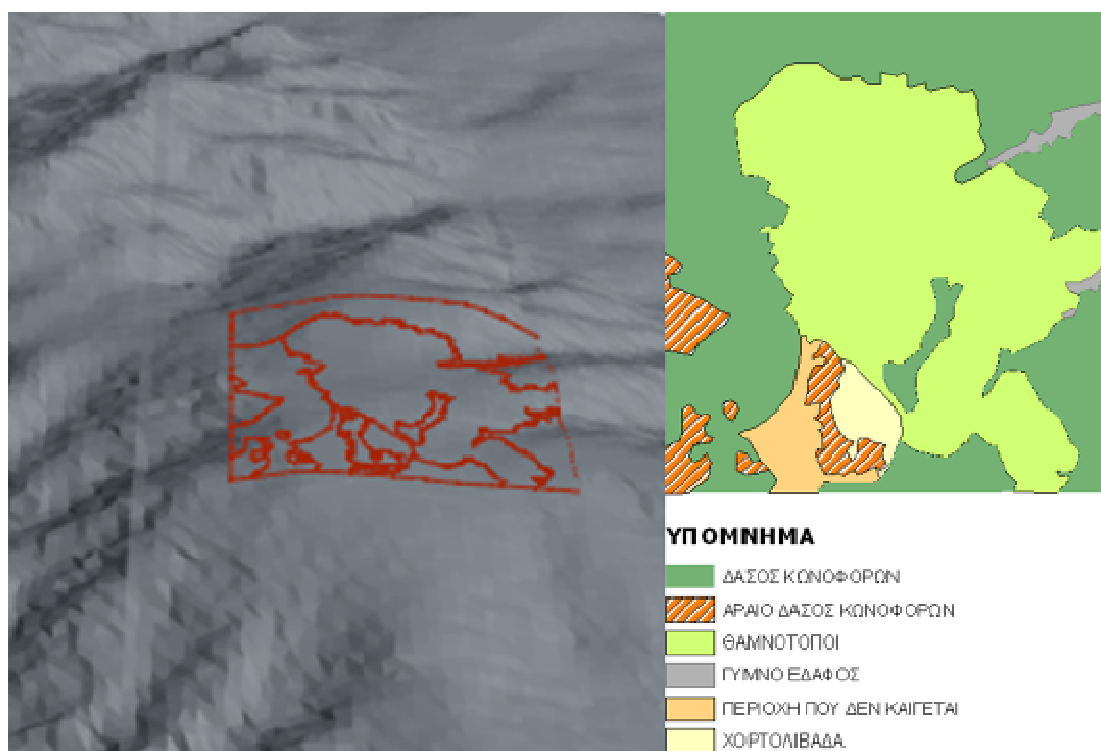 ΥΠΟΜΝΗΜΑ
ΔΑΣΟΣ ΚΩΝΟΦΟΡΩΝ
ΑΡΑΙΟ ΔΑΣΟΣ ΚΩΝΟΦΟΡΩΝ
ΘΑΜΝΟΤΟΠΟΙ
ΓΥΜΝΟ ΕΔΑΦΟΣ
ΠΕΡΙΟΧΗ ΠΟΥ ΔΕΝ ΚΑΙΓΕΤΑΙ
ΧΟΡΤΟΛΙΒΑΔΑ